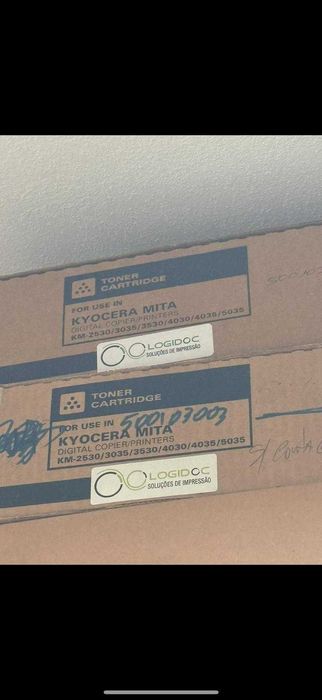 TONER
CARTRIDGE
FOR USE IN
KYOCERA MITA
DIGITAL COPIER/PRINTERS
KM-2530/3035/3530/4030/4035/5035
LOGIDOC
SOLUÇÕES DE IMPRESSÃO
TONER
CARTRIDGE
FOR USE IN 500103003
KYOCERA MITA
DIGITAL COPIER/PRINTERS
KM-2530/3035/3530/4030/4035/5035
LOGIDOC
SOLUÇÕES DE IMPRESSÃO